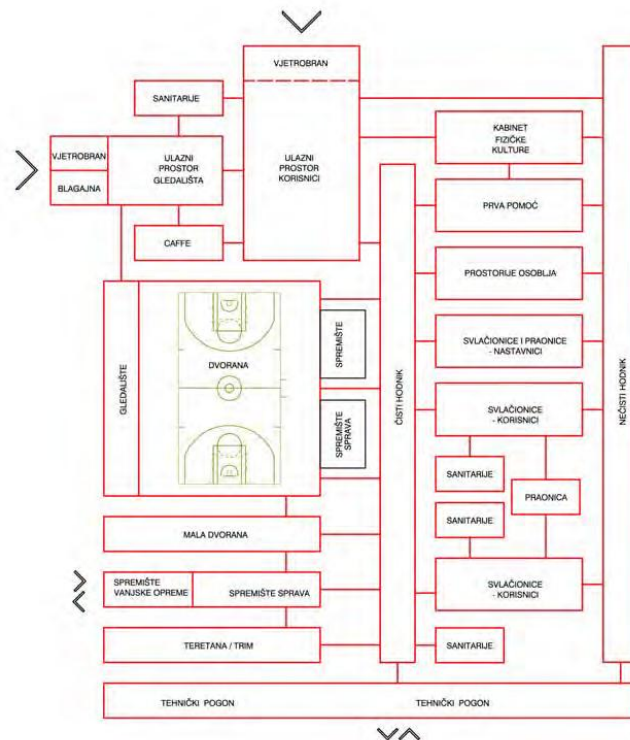 VJETROBRAN
SANITARIJE
VJETROBRAN
BLAGAJNA
ULAZNI
PROSTOR
GLEDALIŠTA
ULAZNI
PROSTOR
KORISNICI
KABINET
FIZIČKE
KULTURE
PRVA POMOĆ
CAFFE
PROSTORIJE OSOBLJA
GLEDALIŠTE
DVORANA
SPREMIŠTE
SPREMIŠTE
SPRAVA
ČISTI HODNIK
NEČISTI HODNIK
SVLAČIONICE I PRAONICE
- NASTAVNICI
SVLAČIONICE
- KORISNICI
SANITARIJE
PRAONICA
SANITARIJE
MALA DVORANA
SPREMIŠTE
VANJSKE OPREME
SPREMIŠTE SPRAVA
SVLAČIONICE
- KORISNICI
TERETANA / TRIM
SANITARIJE
TEHNIČKI POGON
TEHNIČKI POGON